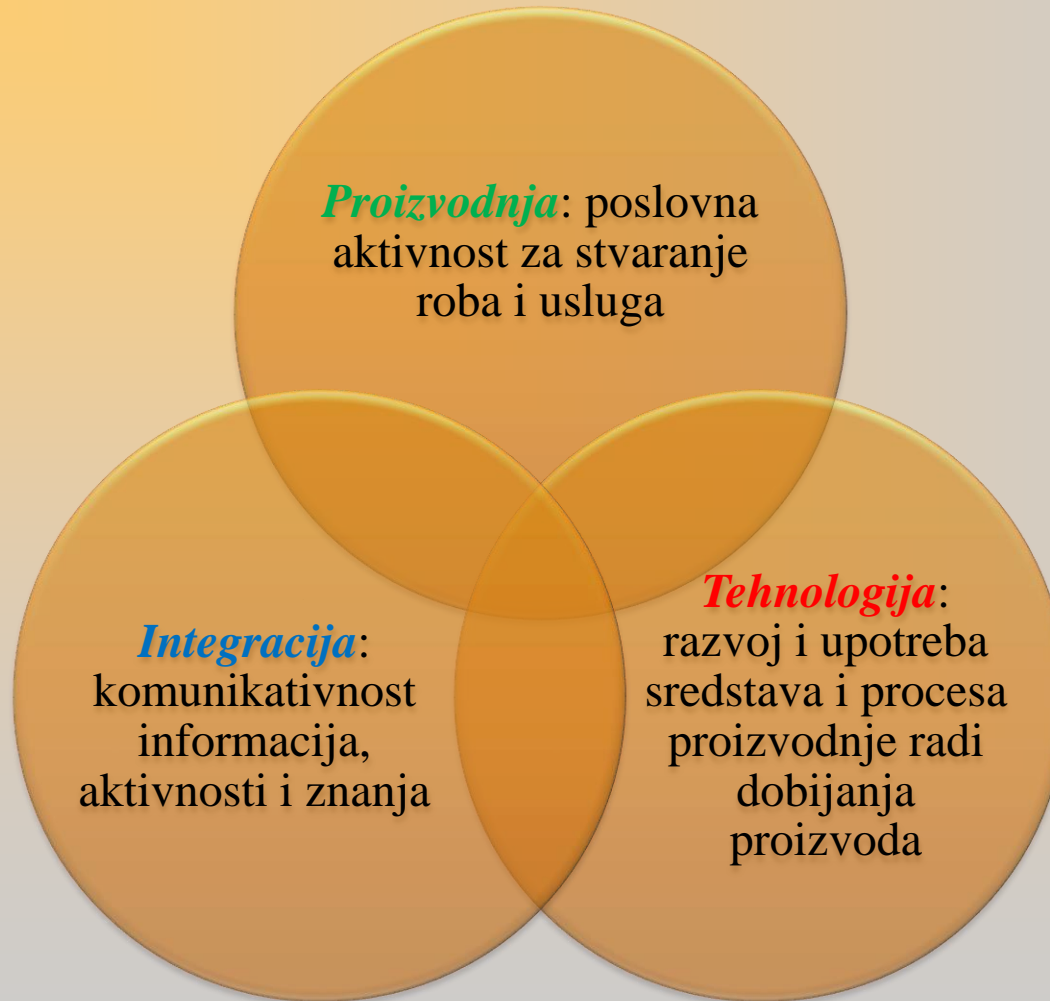 Proizvodnja: poslovna
aktivnost za stvaranje
roba i usluga
Integracija:
komunikativnost
informacija,
aktivnosti i znanja
Tehnologija:
razvoj i upotreba
sredstava i procesa
proizvodnje radi
dobijanja
proizvoda